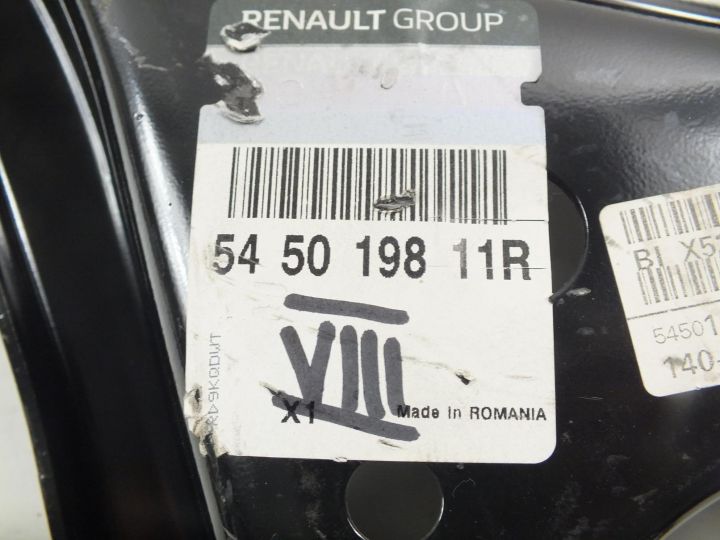 RENAULT GROUP
54 50 198 11R
VIII
X1
Made in ROMANIA
BI X5
54501
140